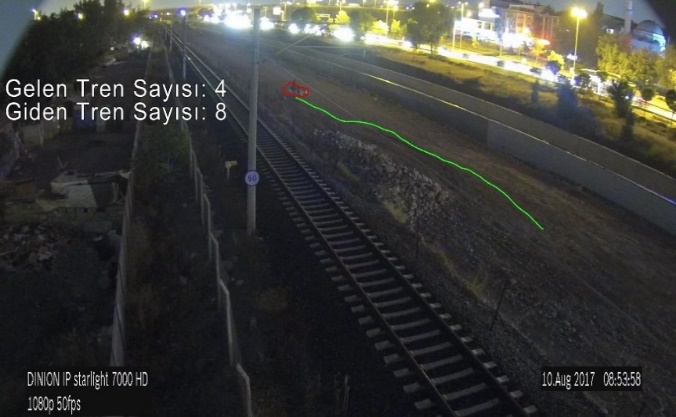 Gelen Tren Sayısı: 4
Giden Tren Sayısı: 8
DINION IP starlight 7000 HD
1080p 50fps
10.Aug 2017 08:53:58